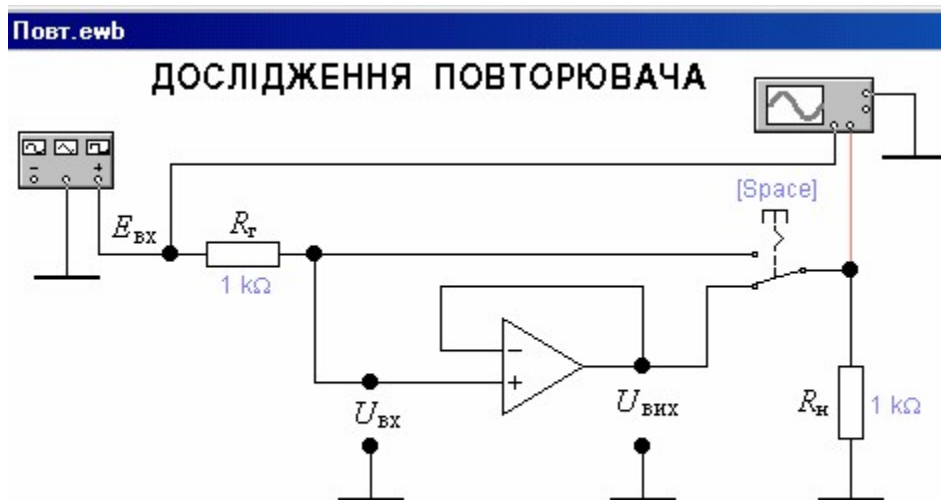 Повт.ewb
ДОСЛІДЖЕННЯ ПОВТОРЮВАЧА
[Space]
Eвх
Rг
1 kΩ
−
+
Uвх
Uвих
Rн
1 kΩ